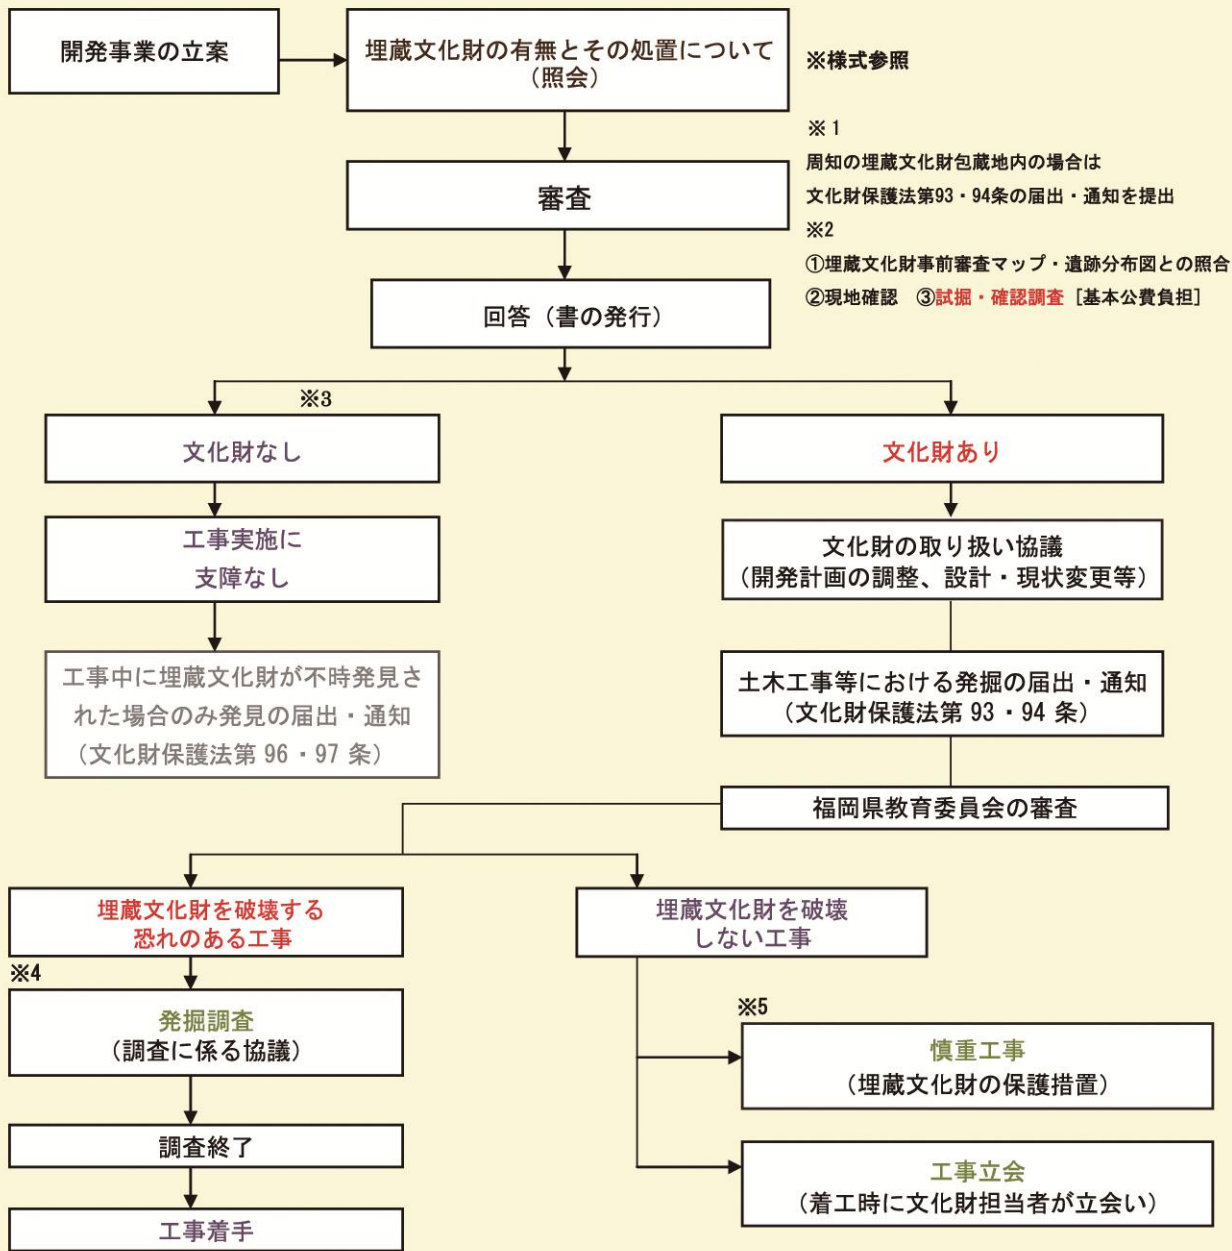 開発事業の立案
埋蔵文化財の有無とその処置について
（照会）
※様式参照
※１
周知の埋蔵文化財包蔵地内の場合は
文化財保護法第93・94条の届出・通知を提出
※2
①埋蔵文化財事前審査マップ・遺跡分布図との照合
②現地確認　③試掘・確認調査［基本公費負担］
審査
回答（書の発行）
※3
文化財なし
文化財あり
工事実施に
支障なし
文化財の取り扱い協議
（開発計画の調整、設計・現状変更等）
工事中に埋蔵文化財が不時発見さ
れた場合のみ発見の届出・通知
（文化財保護法第 96・97 条）
土木工事等における発掘の届出・通知
（文化財保護法第 93・94 条）
福岡県教育委員会の審査
埋蔵文化財を破壊する
恐れのある工事
埋蔵文化財を破壊
しない工事
※4
発掘調査
（調査に係る協議）
※5
慎重工事
（埋蔵文化財の保護措置）
調査終了
工事立会
（着工時に文化財担当者が立会い）
工事着手